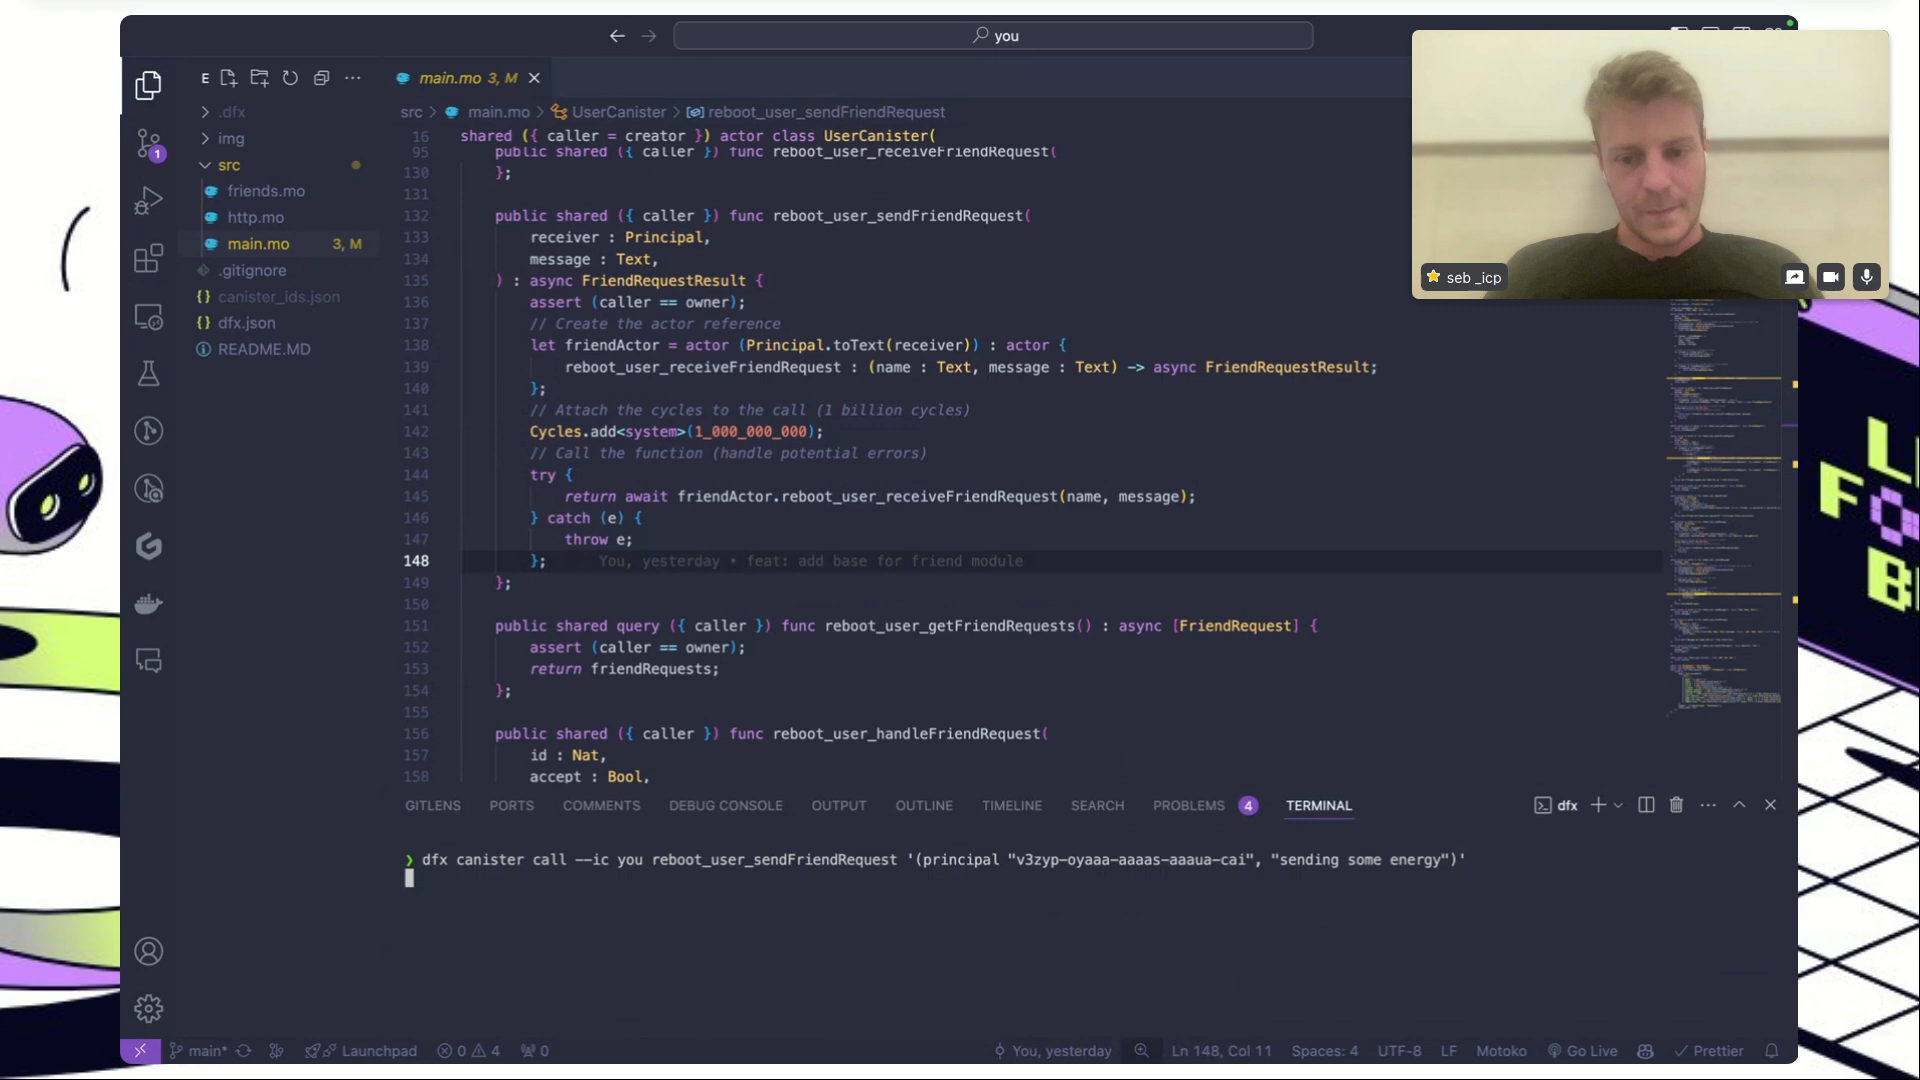 you
E
main.mo 3, M
.dfx
img
src
friends.mo
http.mo
main.mo 3, M
.gitignore
canister_ids.json
dfx.json
README.MD
1
src > main.mo > UserCanister > reboot_user_sendFriendRequest
16 shared ({ caller = creator }) actor class UserCanister(
95 public shared ({ caller }) func reboot_user_receiveFriendRequest(
130 };
131
132 public shared ({ caller }) func reboot_user_sendFriendRequest(
133 receiver : Principal,
134 message : Text,
135 ) : async FriendRequestResult {
136 assert (caller == owner);
137 // Create the actor reference
138 let friendActor = actor (Principal.toText(receiver)) : actor {
139 reboot_user_receiveFriendRequest : (name : Text, message : Text) -> async FriendRequestResult;
140 };
141 // Attach the cycles to the call (1 billion cycles)
142 Cycles.add<system>(1_000_000_000);
143 // Call the function (handle potential errors)
144 try {
145 return await friendActor.reboot_user_receiveFriendRequest(name, message);
146 } catch (e) {
147 throw e;
148 }; You, yesterday • feat: add base for friend module
149 };
150
151 public shared query ({ caller }) func reboot_user_getFriendRequests() : async [FriendRequest] {
152 assert (caller == owner);
153 return friendRequests;
154 };
155
156 public shared ({ caller }) func reboot_user_handleFriendRequest(
157 id : Nat,
158 accept : Bool,
seb _icp
GITLENS PORTS COMMENTS DEBUG CONSOLE OUTPUT OUTLINE TIMELINE SEARCH PROBLEMS 4 TERMINAL
dfx
❯ dfx canister call --ic you reboot_user_sendFriendRequest '(principal "v3zyp-oyaaa-aaaas-aaaua-cai", "sending some energy")'
main* Launchpad 0 4 0 You, yesterday Ln 148, Col 11 Spaces: 4 UTF-8 LF Motoko Go Live Prettier